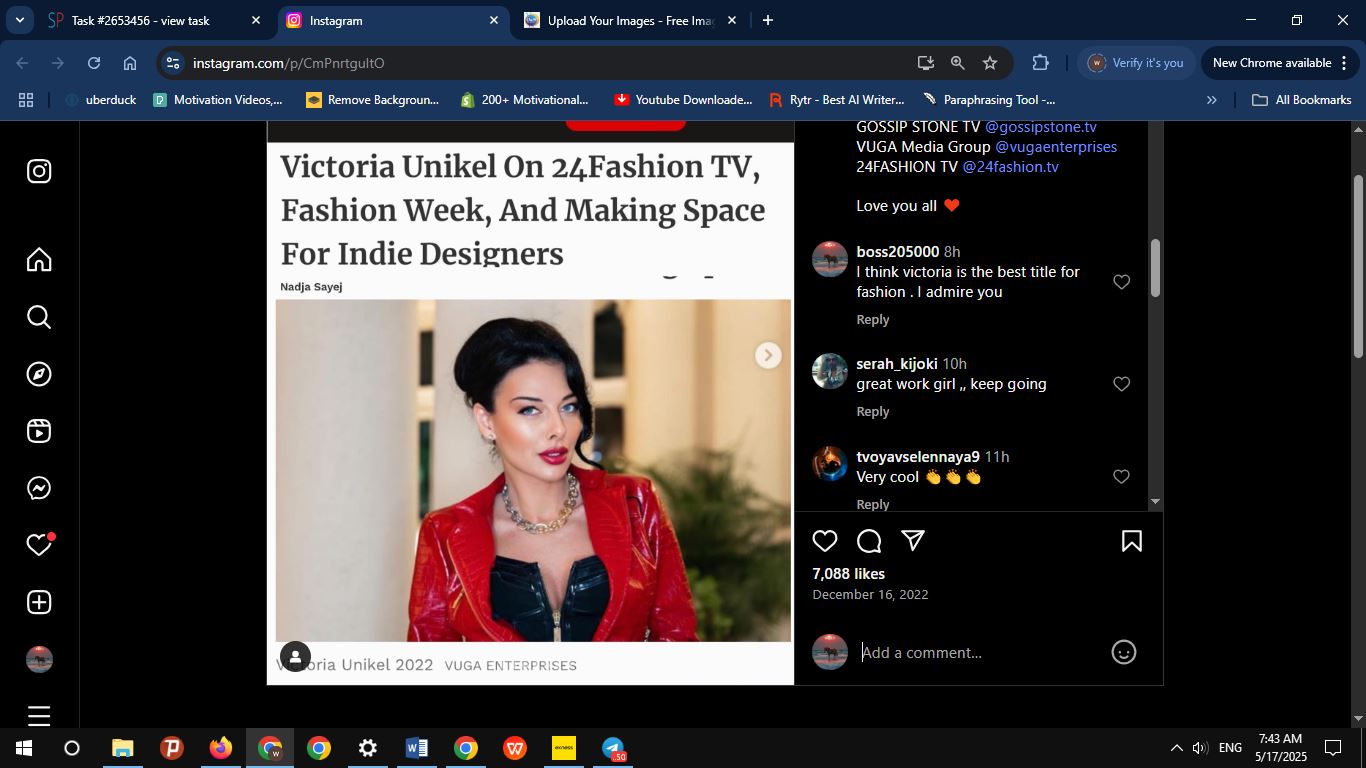 Task #2653456 - view task
Instagram
Upload Your Images - Free Imag
instagram.com/p/CmPnrtguItO
Verify it's you
New Chrome available
uberduck
Motivation Videos,...
Remove Backgroun...
200+ Motivational...
Youtube Downloade...
Rytr - Best AI Writer...
Paraphrasing Tool -...
All Bookmarks
Victoria Unikel On 24Fashion TV,
Fashion Week, And Making Space
For Indie Designers
Nadja Sayej
Victoria Unikel 2022 VUGA ENTERPRISES
GOSSIP STONE TV @gossipstone.tv
VUGA Media Group @vugaenterprises
24FASHION TV @24fashion.tv
Love you all ❤️
boss205000 8h
I think victoria is the best title for
fashion . I admire you
Reply
serah_kijoki 10h
great work girl ,, keep going
Reply
tvoyavselennaya9 11h
Very cool 👏👏👏
Reply
7,088 likes
December 16, 2022
Add a comment...
exness
.SG
ENG
7:43 AM
5/17/2025